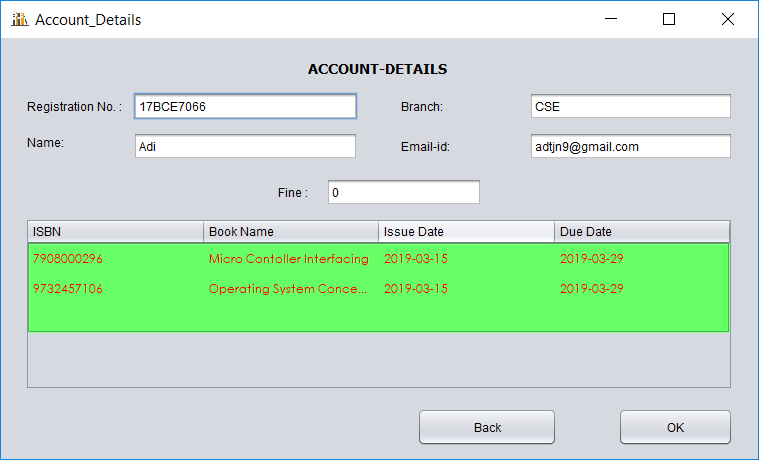 Account_Details
ACCOUNT-DETAILS
Registration No. : 17BCE7066 Branch: CSE
Name: Adi Email-id: adtjn9@gmail.com
Fine : 0
ISBN Book Name Issue Date Due Date
7908000296 Micro Contoller Interfacing 2019-03-15 2019-03-29
9732457106 Operating System Conce... 2019-03-15 2019-03-29
Back OK